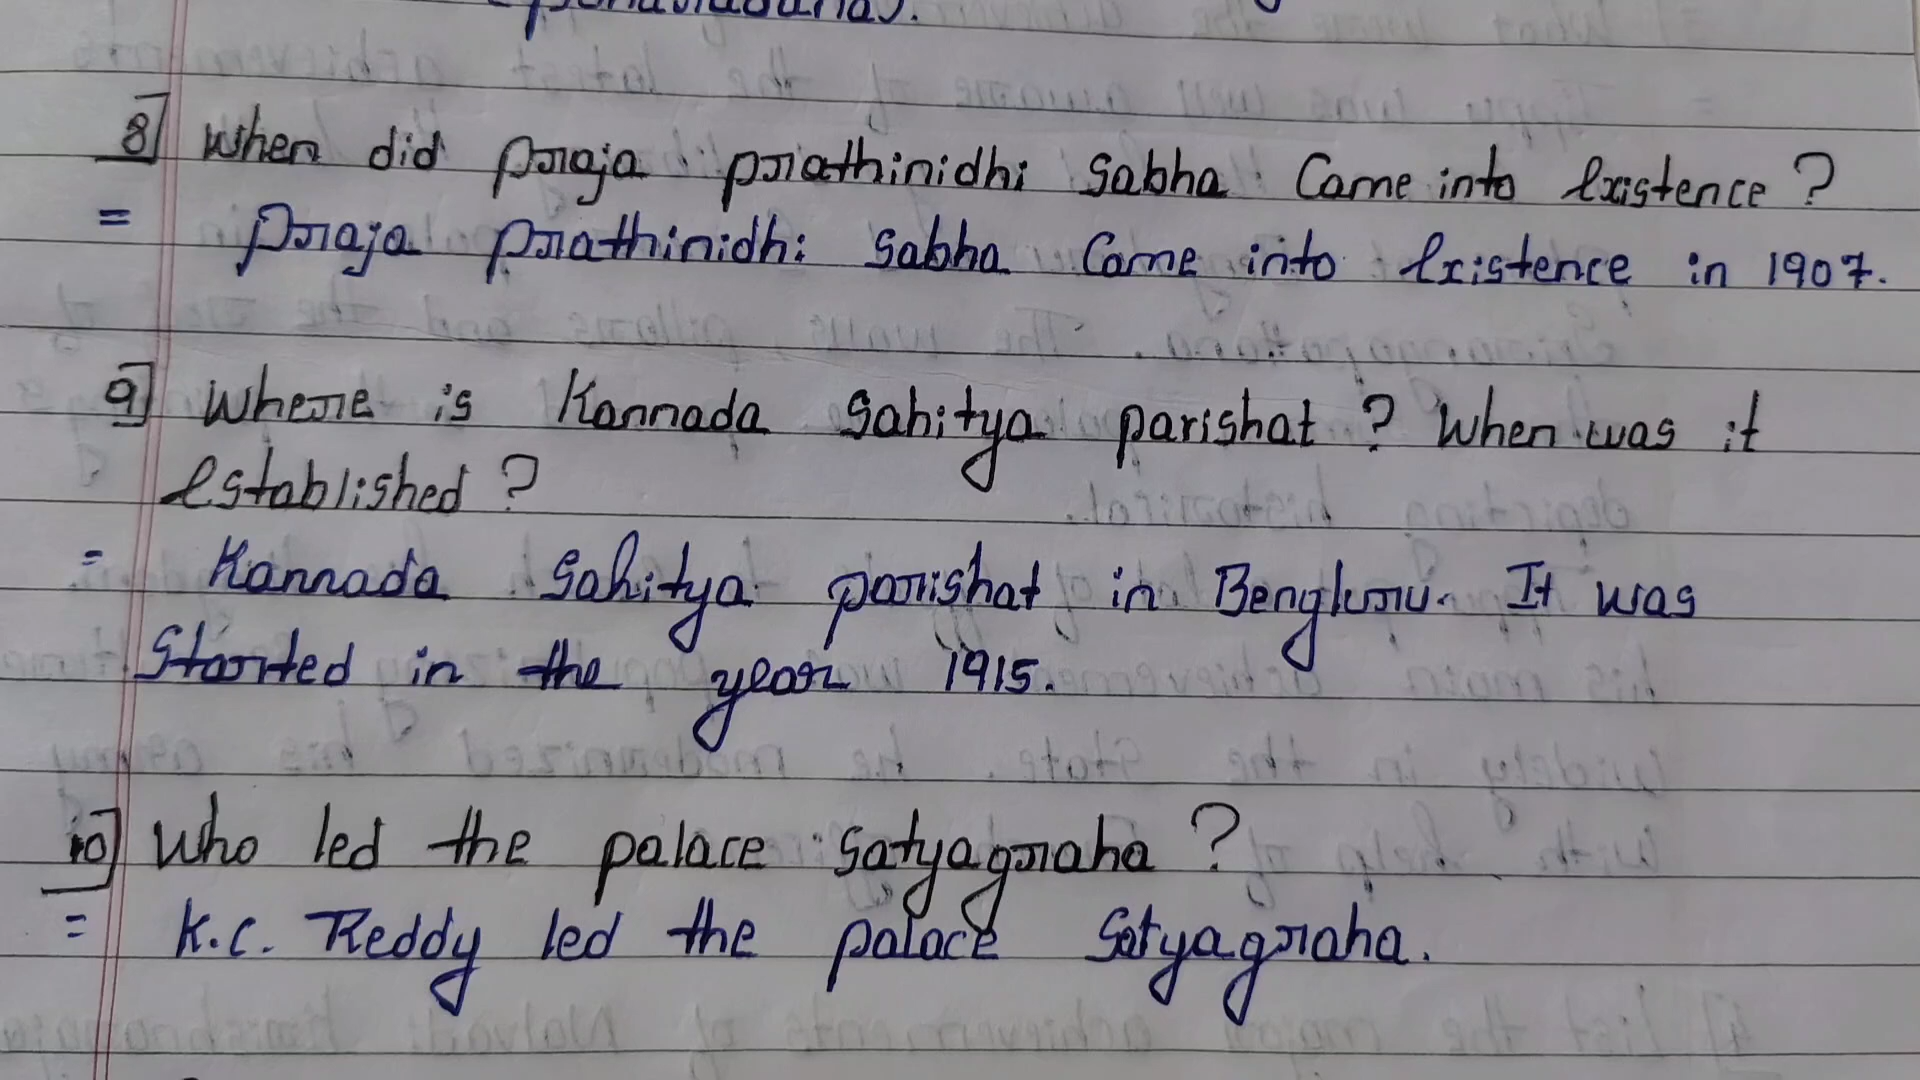 8] When did praja prathinidhi sabha Came into existence ?
= Praja prathinidhi sabha Came into existence in 1907.
9] Where is Kannada Sahitya parishat ? When was it
established ?
= Kannada Sahitya parishat in Bengluru. It was
Started in the year 1915.
10] Who led the palace satyagraha ?
= K.C. Reddy led the palace Satyagraha.